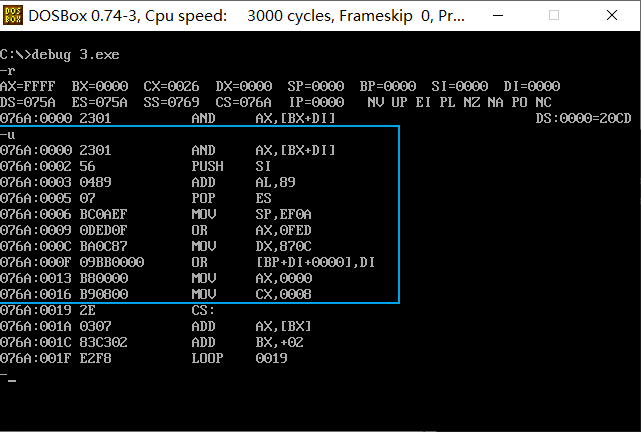 DOS BOX DOSBox 0.74-3, Cpu speed: 3000 cycles, Frameskip 0, Pr...
C:\>debug 3.exe
-r
AX=FFFF BX=0000 CX=0026 DX=0000 SP=0000 BP=0000 SI=0000 DI=0000
DS=075A ES=075A SS=0769 CS=076A IP=0000 NV UP EI PL NZ NA PO NC
076A:0000 2301 AND AX,[BX+DI] DS:0000=20CD
-u
076A:0000 2301 AND AX,[BX+DI]
076A:0002 56 PUSH SI
076A:0003 0489 ADD AL,89
076A:0005 07 POP ES
076A:0006 BC0AEF MOV SP,EF0A
076A:0009 0DED0F OR AX,0FED
076A:000C BA0C87 MOV DX,870C
076A:000F 09BB0000 OR [BP+DI+0000],DI
076A:0013 B80000 MOV AX,0000
076A:0016 B90800 MOV CX,0008
076A:0019 2E CS:
076A:001A 0307 ADD AX,[BX]
076A:001C 83C302 ADD BX,+02
076A:001F E2F8 LOOP 0019
-_